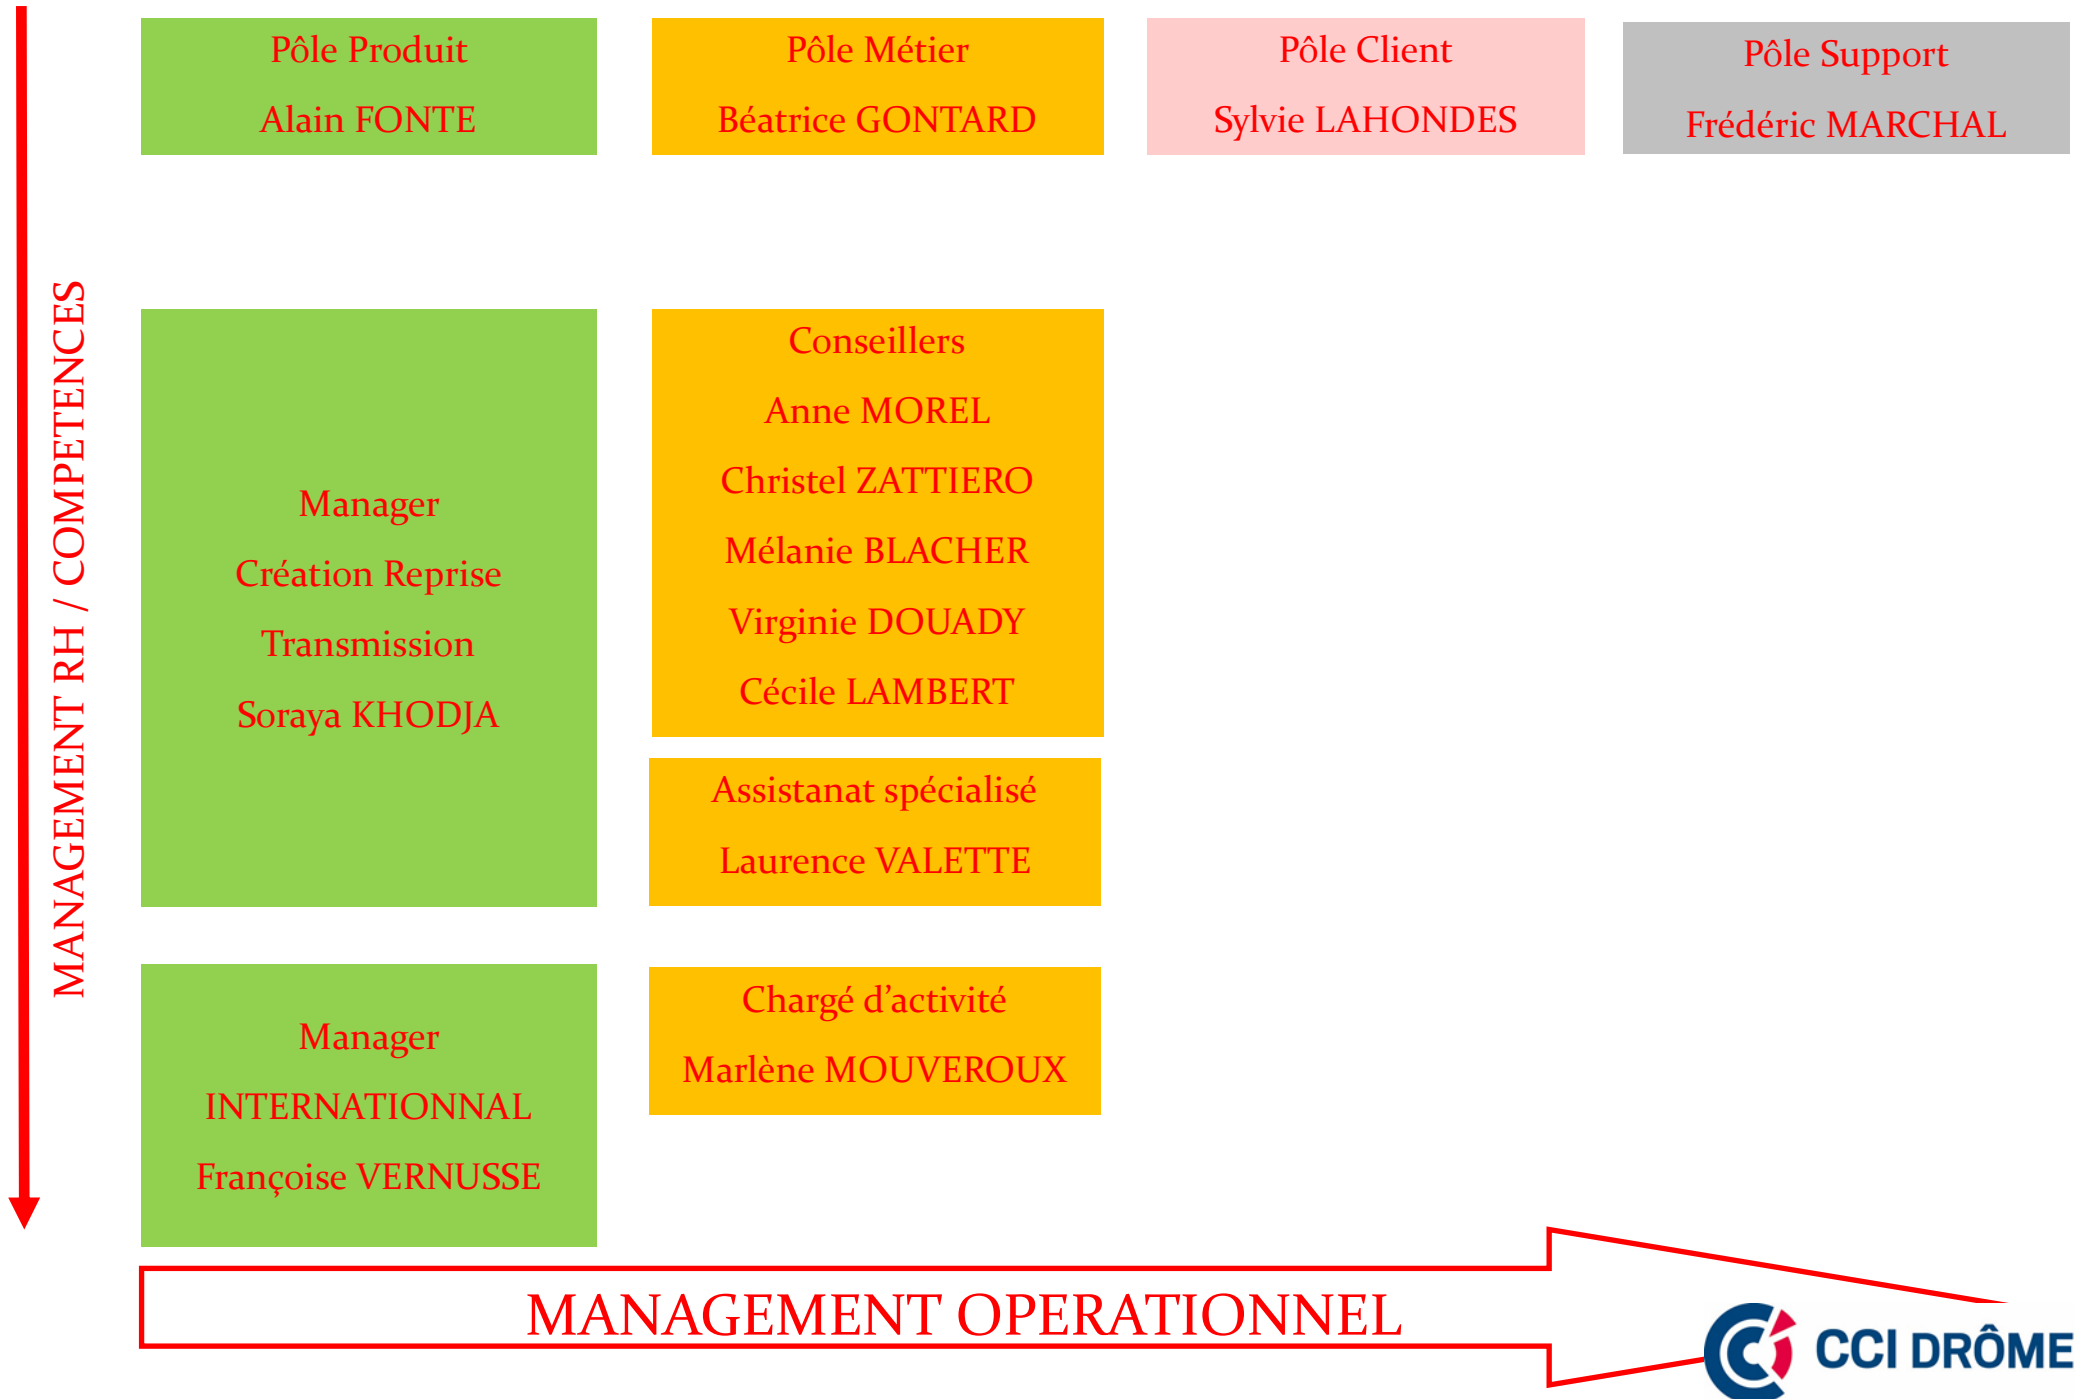 Pôle Produit
Alain FONTE
Pôle Métier
Béatrice GONTARD
Pôle Client
Sylvie LAHONDES
Pôle Support
Frédéric MARCHAL
MANAGEMENT RH / COMPETENCES
Manager
Création Reprise
Transmission
Soraya KHODJA
Conseillers
Anne MOREL
Christel ZATTIERO
Mélanie BLACHER
Virginie DOUADY
Cécile LAMBERT
Assistanat spécialisé
Laurence VALETTE
Manager
INTERNATIONNAL
Françoise VERNUSSE
Chargé d’activité
Marlène MOUVEROUX
MANAGEMENT OPERATIONNEL
CCI DRÔME